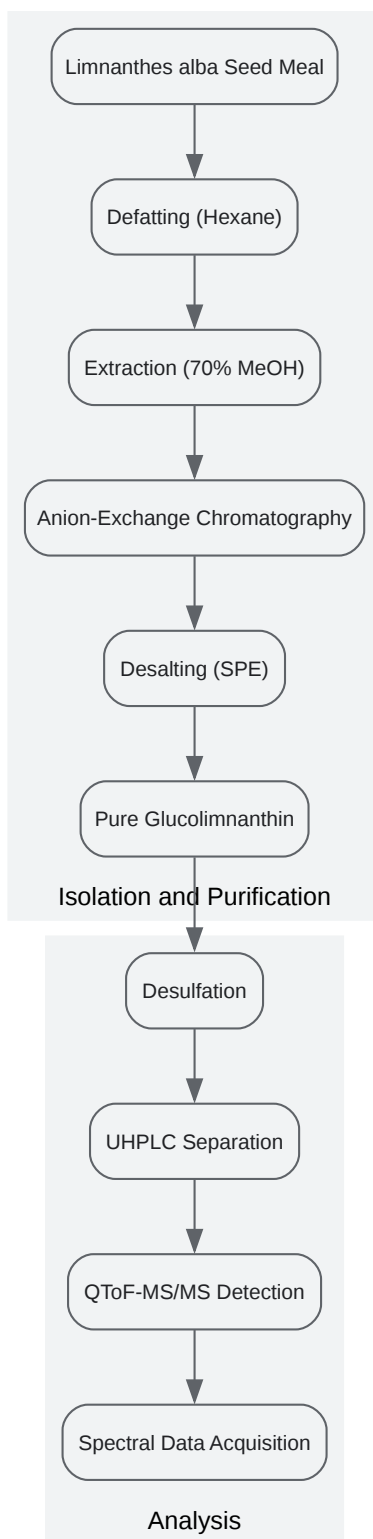 Limnanthes alba Seed Meal
Defatting (Hexane)
Extraction (70% MeOH)
Anion-Exchange Chromatography
Desalting (SPE)
Pure Glucolimnanthin
Isolation and Purification
Desulfation
UHPLC Separation
QToF-MS/MS Detection
Spectral Data Acquisition
Analysis